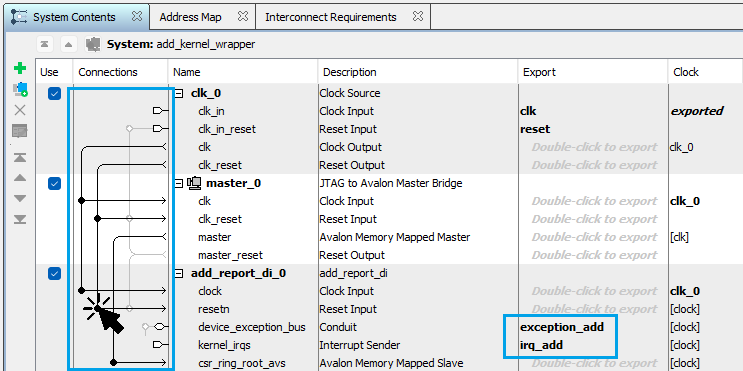 System Contents Address Map Interconnect Requirements
System: add_kernel_wrapper
Use Connections Name Description Export Clock
clk_0 Clock Source
clk_in Clock Input clk exported
clk_in_reset Reset Input reset
clk Clock Output Double-click to export clk_0
clk_reset Reset Output Double-click to export
master_0 JTAG to Avalon Master Bridge
clk Clock Input Double-click to export clk_0
clk_reset Reset Input Double-click to export
master Avalon Memory Mapped Master Double-click to export [clk]
master_reset Reset Output Double-click to export
add_report_di_0 add_report_di
clock Clock Input Double-click to export clk_0
resetn Reset Input Double-click to export [clock]
device_exception_bus Conduit exception_add [clock]
kernel_irqs Interrupt Sender irq_add [clock]
csr_ring_root_avs Avalon Memory Mapped Slave Double-click to export [clock]